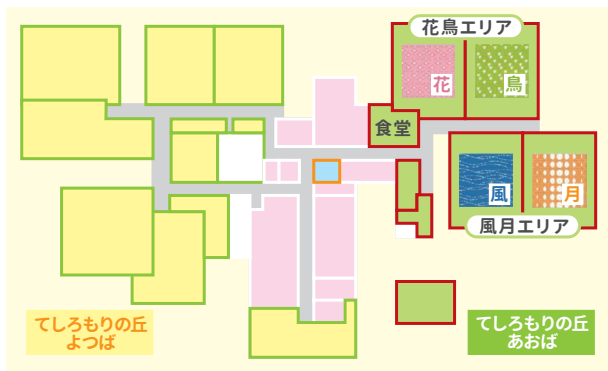 花鳥エリア
花
鳥
食堂
風
月
風月エリア
てしろもりの丘
よつば
てしろもりの丘
あおば